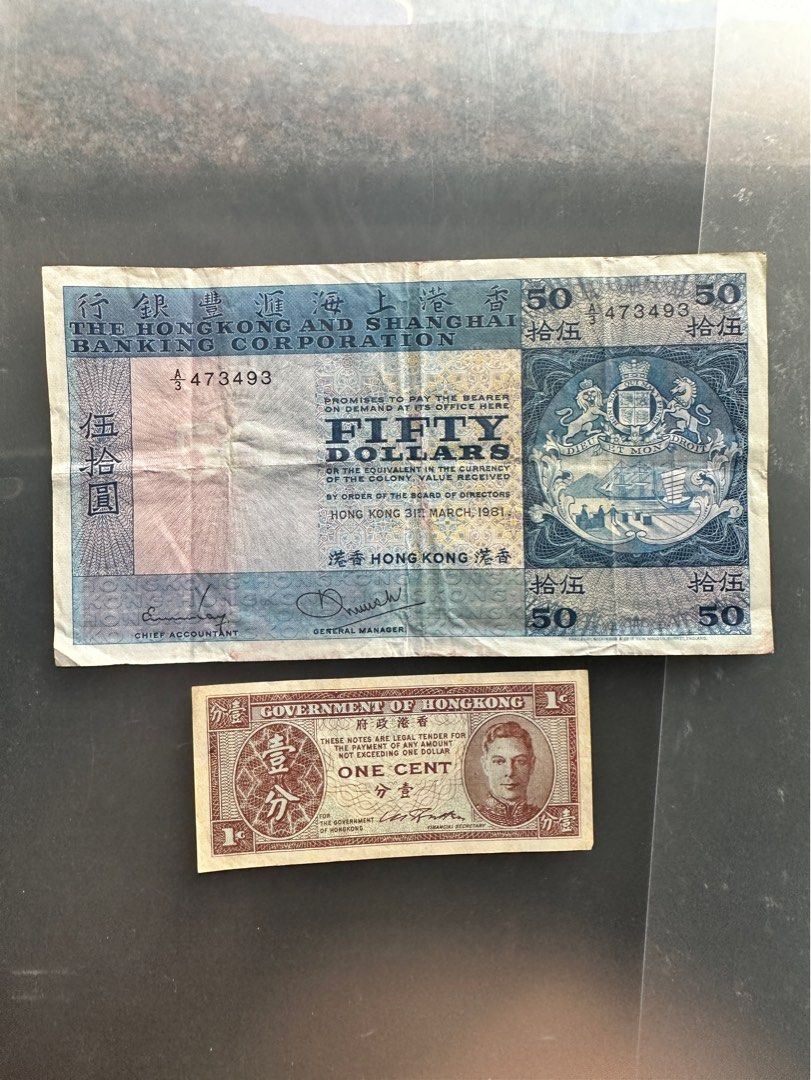 行銀豐滙海上港香
THE HONGKONG AND SHANGHAI
BANKING CORPORATION
A/3 473493
伍拾圓
PROMISES TO PAY THE BEARER
ON DEMAND AT ITS OFFICE HERE
FIFTY
DOLLARS
OR THE EQUIVALENT IN THE CURRENCY
OF THE COLONY, VALUE RECEIVED
BY ORDER OF THE BOARD OF DIRECTORS
HONG KONG 31ST MARCH, 1981.
港香 HONG KONG 港香
CHIEF ACCOUNTANT
GENERAL MANAGER
50 50
A/3 473493
拾伍 拾伍
DIEU ET MON DROIT
拾伍 拾伍
50 50
分壹 GOVERNMENT OF HONGKONG 1C
府政港香
THESE NOTES ARE LEGAL TENDER FOR
THE PAYMENT OF ANY AMOUNT
NOT EXCEEDING ONE DOLLAR
壹分
ONE CENT
分壹
FOR
THE GOVERNMENT
OF HONGKONG
FINANCIAL SECRETARY
1C 分壹